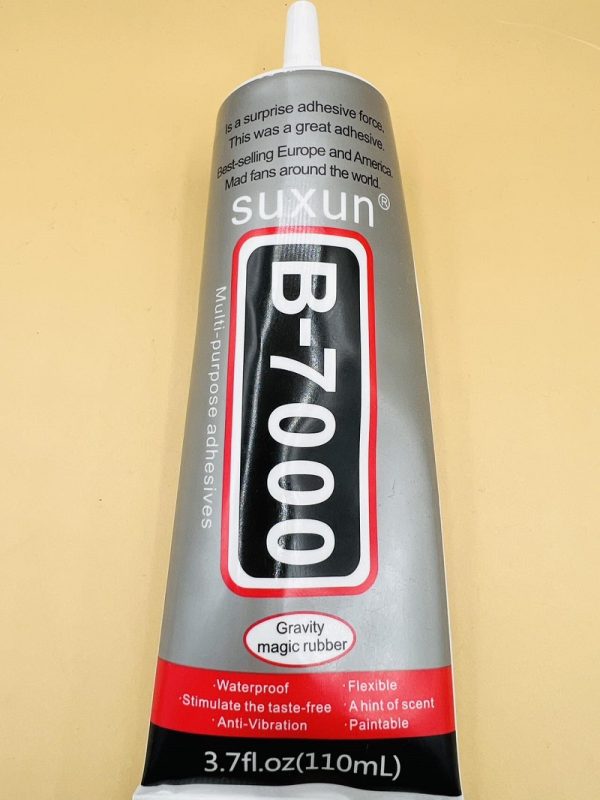 Is a surprise adhesive force.
This was a great adhesive.
Best-selling Europe and America.
Mad fans around the world.
suxun®
B-7000
Multi-purpose adhesives
Gravity
magic rubber
·Waterproof
·Flexible
·Stimulate the taste-free
·A hint of scent
·Anti-Vibration
·Paintable
3.7fl.oz(110mL)